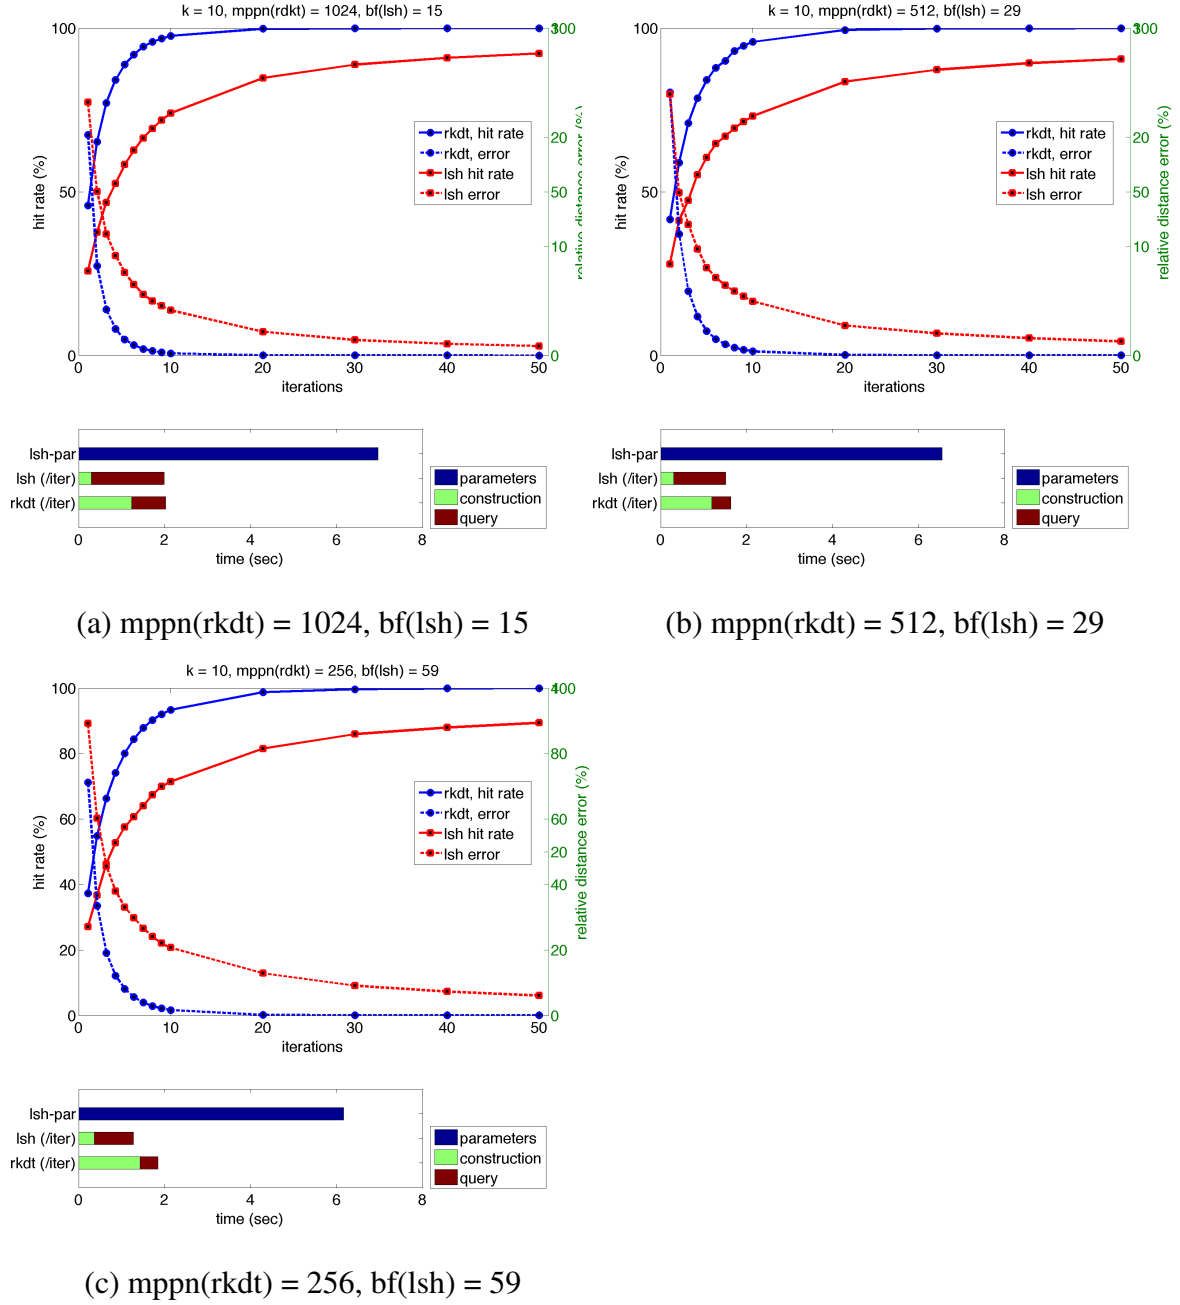 k = 10, mppn(rdkt) = 1024, bf(lsh) = 15
100
50
0
hit rate (%)
20
50
10
0
relative distance error (%)
rkdt, hit rate
rkdt, error
lsh hit rate
lsh error
0 10 20 30 40 50
iterations
lsh-par
lsh (/iter)
rkdt (/iter)
0 2 4 6 8
time (sec)
parameters
construction
query
(a) mppn(rkdt) = 1024, bf(lsh) = 15
k = 10, mppn(rdkt) = 512, bf(lsh) = 29
100
50
0
hit rate (%)
20
50
10
0
relative distance error (%)
rkdt, hit rate
rkdt, error
lsh hit rate
lsh error
0 10 20 30 40 50
iterations
lsh-par
lsh (/iter)
rkdt (/iter)
0 2 4 6 8
time (sec)
parameters
construction
query
(b) mppn(rkdt) = 512, bf(lsh) = 29
k = 10, mppn(rdkt) = 256, bf(lsh) = 59
100
80
60
40
20
0
hit rate (%)
80
60
20
40
20
0
relative distance error (%)
rkdt, hit rate
rkdt, error
lsh hit rate
lsh error
0 10 20 30 40 50
iterations
lsh-par
lsh (/iter)
rkdt (/iter)
0 2 4 6 8
time (sec)
parameters
construction
query
(c) mppn(rkdt) = 256, bf(lsh) = 59